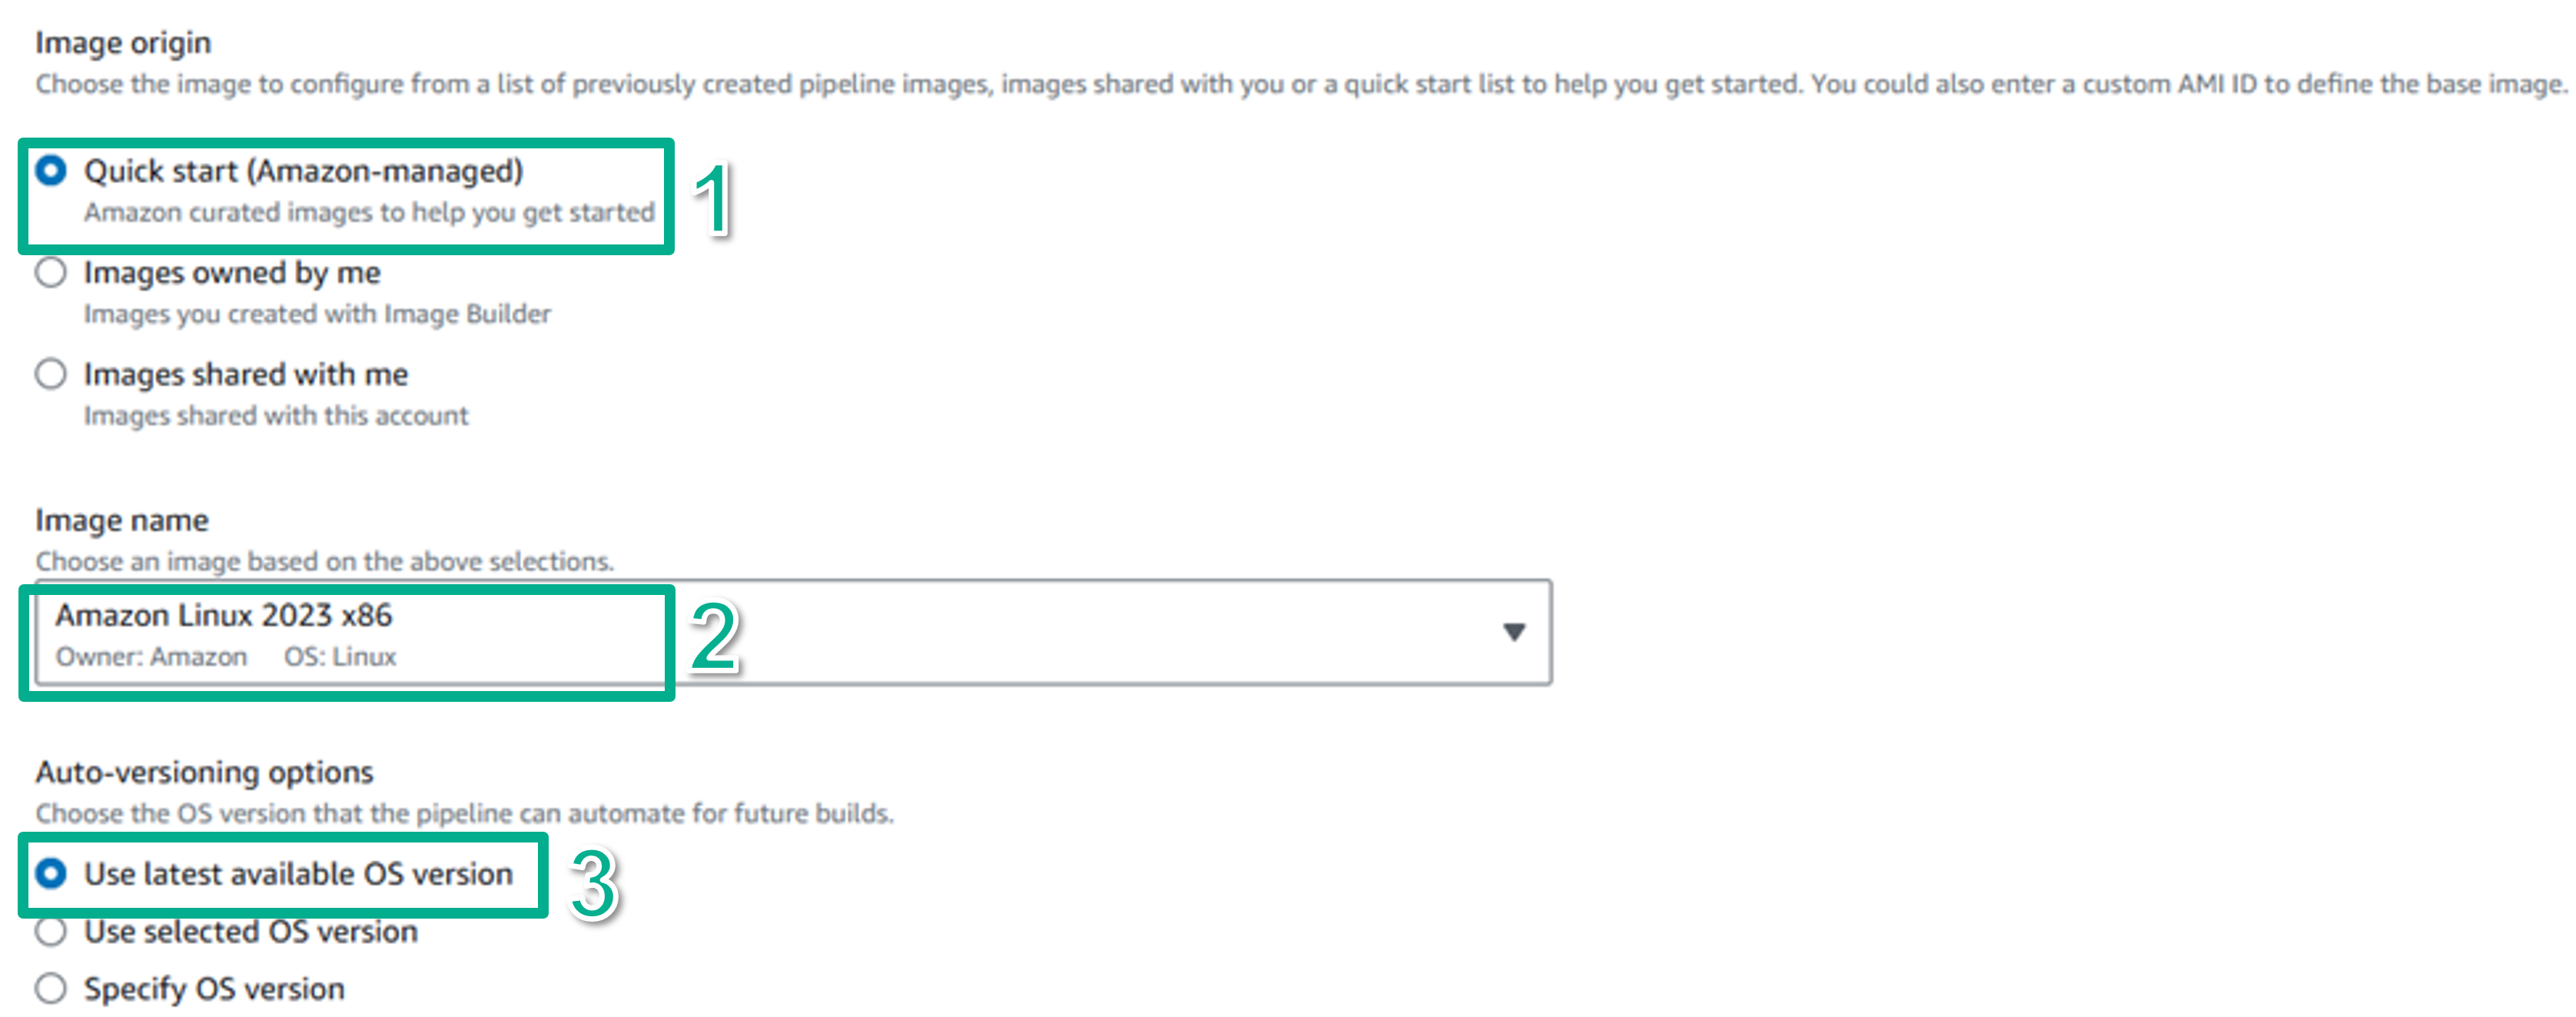 Image origin
Choose the image to configure from a list of previously created pipeline images, images shared with you or a quick start list to help you get started. You could also enter a custom AMI ID to define the base image.
Quick start (Amazon-managed)
Amazon curated images to help you get started
1
Images owned by me
Images you created with Image Builder
Images shared with me
Images shared with this account
Image name
Choose an image based on the above selections.
Amazon Linux 2023 x86
Owner: Amazon OS: Linux
2
Auto-versioning options
Choose the OS version that the pipeline can automate for future builds.
Use latest available OS version
3
Use selected OS version
Specify OS version